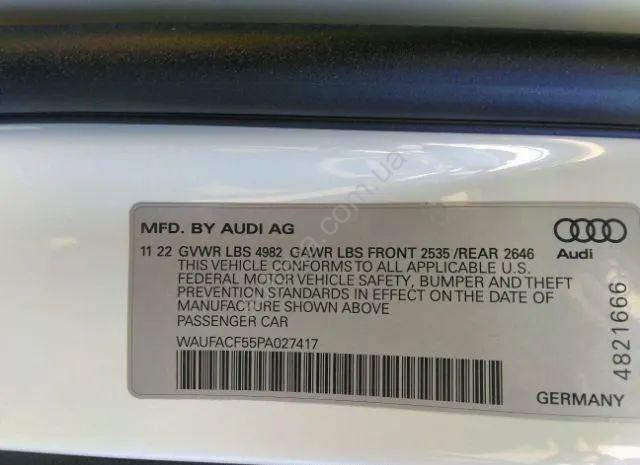 MFD. BY AUDI AG
11 22 GVWR LBS 4982 GAWR LBS FRONT 2535 /REAR 2646
THIS VEHICLE CONFORMS TO ALL APPLICABLE U.S.
FEDERAL MOTOR VEHICLE SAFETY, BUMPER AND THEFT
PREVENTION STANDARDS IN EFFECT ON THE DATE OF
MANUFACTURE SHOWN ABOVE
PASSENGER CAR
WAUFACF55PA027417
Audi
4821666
GERMANY